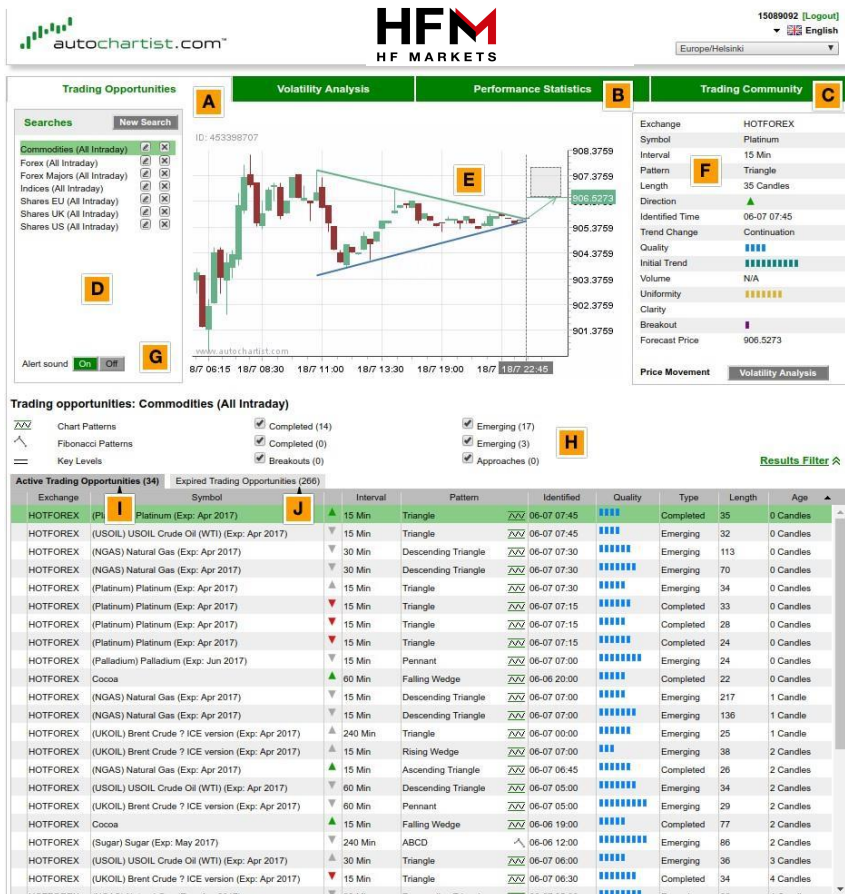 15089092 [Logout]
autochartist.com™
HFM
HF MARKETS
English
Europe/Helsinki
Trading Opportunities
A
Volatility Analysis
Performance Statistics
B
Trading Community
C
Searches
New Search
Commodities (All Intraday)
Forex (All Intraday)
Forex Majors (All Intraday)
Indices (All Intraday)
Shares EU (All Intraday)
Shares UK (All Intraday)
Shares US (All Intraday)
D
Alert sound On Off
G
ID: 453398707
E
908.3759
907.3759
906.5273
905.3759
904.3759
903.3759
902.3759
901.3759
www.autochartist.com
8/7 06:15 18/7 08:30 18/7 11:00 18/7 13:30 18/7 19:00 18/7 18/7 22:45
Exchange HOTFOREX
Symbol Platinum
Interval 15 Min
F
Pattern Triangle
Length 35 Candles
Direction
Identified Time 06-07 07:45
Trend Change Continuation
Quality
Initial Trend
Volume N/A
Uniformity
Clarity
Breakout
Forecast Price 906.5273
Price Movement Volatility Analysis
Trading opportunities: Commodities (All Intraday)
Chart Patterns Completed (14) Emerging (17)
Fibonacci Patterns Completed (0) Emerging (3)
H
Key Levels Breakouts (0) Approaches (0)
Results Filter
Active Trading Opportunities (34) Expired Trading Opportunities (266)
I
J
Exchange Symbol Interval Pattern Identified Quality Type Length Age
HOTFOREX Platinum (Exp: Apr 2017) 15 Min Triangle 06-07 07:45 Completed 35 0 Candles
HOTFOREX (USOIL) USOIL Crude Oil (WTI) (Exp: Apr 2017) 15 Min Triangle 06-07 07:45 Emerging 32 0 Candles
HOTFOREX (NGAS) Natural Gas (Exp: Apr 2017) 30 Min Descending Triangle 06-07 07:30 Emerging 113 0 Candles
HOTFOREX (NGAS) Natural Gas (Exp: Apr 2017) 30 Min Descending Triangle 06-07 07:30 Emerging 70 0 Candles
HOTFOREX (Platinum) Platinum (Exp: Apr 2017) 15 Min Triangle 06-07 07:30 Emerging 34 0 Candles
HOTFOREX (Platinum) Platinum (Exp: Apr 2017) 15 Min Triangle 06-07 07:15 Completed 33 0 Candles
HOTFOREX (Platinum) Platinum (Exp: Apr 2017) 15 Min Triangle 06-07 07:15 Completed 28 0 Candles
HOTFOREX (Platinum) Platinum (Exp: Apr 2017) 15 Min Triangle 06-07 07:15 Completed 24 0 Candles
HOTFOREX (Palladium) Palladium (Exp: Jun 2017) 15 Min Pennant 06-07 07:00 Emerging 24 0 Candles
HOTFOREX Cocoa 60 Min Falling Wedge 06-06 20:00 Completed 22 0 Candles
HOTFOREX (NGAS) Natural Gas (Exp: Apr 2017) 15 Min Descending Triangle 06-07 07:00 Emerging 217 1 Candle
HOTFOREX (NGAS) Natural Gas (Exp: Apr 2017) 15 Min Descending Triangle 06-07 07:00 Emerging 136 1 Candle
HOTFOREX (UKOIL) Brent Crude ? ICE version (Exp: Apr 2017) 240 Min Triangle 06-07 00:00 Emerging 25 1 Candle
HOTFOREX (UKOIL) Brent Crude ? ICE version (Exp: Apr 2017) 15 Min Rising Wedge 06-07 07:00 Emerging 38 2 Candles
HOTFOREX (NGAS) Natural Gas (Exp: Apr 2017) 15 Min Ascending Triangle 06-07 06:45 Completed 26 2 Candles
HOTFOREX (USOIL) USOIL Crude Oil (WTI) (Exp: Apr 2017) 60 Min Descending Triangle 06-07 05:00 Emerging 34 2 Candles
HOTFOREX (UKOIL) Brent Crude ? ICE version (Exp: Apr 2017) 60 Min Pennant 06-07 05:00 Emerging 29 2 Candles
HOTFOREX Cocoa 15 Min Falling Wedge 06-06 19:00 Completed 77 2 Candles
HOTFOREX (Sugar) Sugar (Exp: May 2017) 240 Min ABCD 06-06 12:00 Emerging 86 2 Candles
HOTFOREX (USOIL) USOIL Crude Oil (WTI) (Exp: Apr 2017) 30 Min Triangle 06-07 06:00 Emerging 36 3 Candles
HOTFOREX (UKOIL) Brent Crude ? ICE version (Exp: Apr 2017) 15 Min Triangle 06-07 06:30 Completed 34 4 Candles